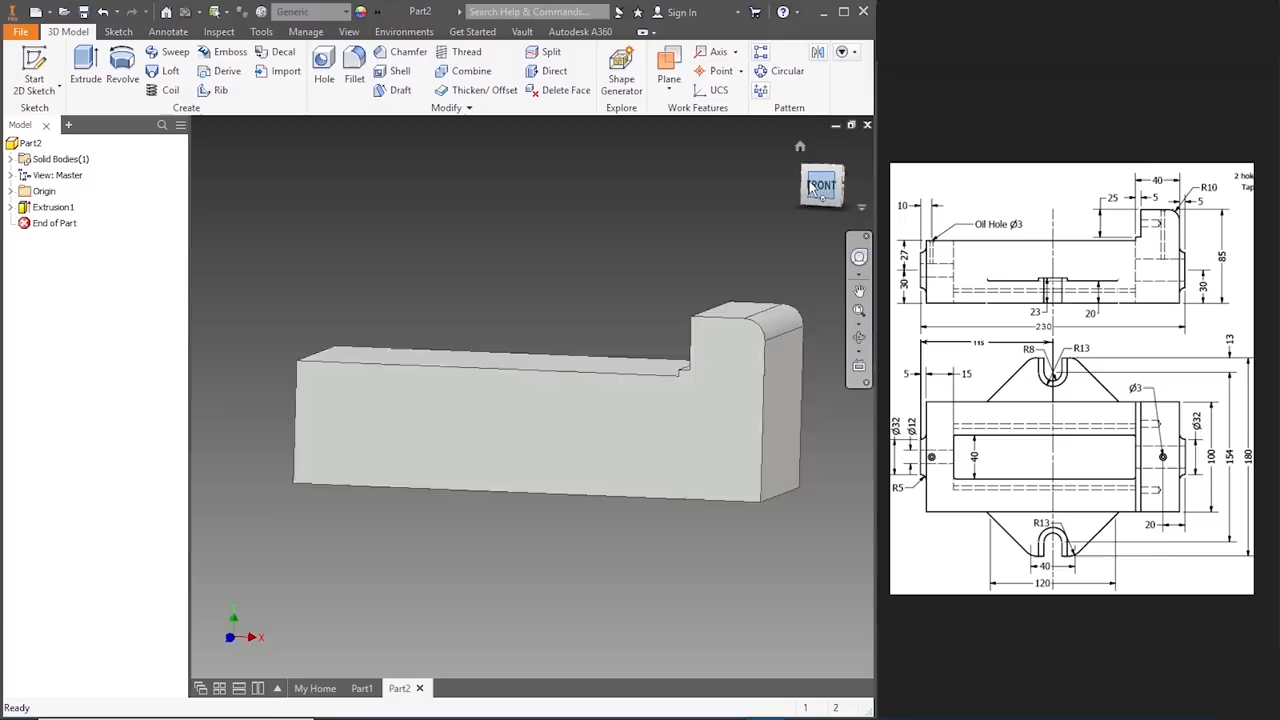 Generic
Part2
Search Help & Commands...
Sign In
File
3D Model
Sketch
Annotate
Inspect
Tools
Manage
View
Environments
Get Started
Vault
Autodesk A360
Start
2D Sketch
Extrude
Revolve
Sweep
Emboss
Decal
Loft
Derive
Import
Coil
Rib
Hole
Fillet
Chamfer
Thread
Split
Shell
Combine
Direct
Draft
Thicken/ Offset
Delete Face
Shape
Generator
Plane
Axis
Point
UCS
Circular
Sketch
Create
Modify
Explore
Work Features
Pattern
Model
Part2
Solid Bodies(1)
View: Master
Origin
Extrusion1
End of Part
FRONT
X
My Home
Part1
Part2
Ready
1
2
40
2 hol
Tap
R10
25
5
5
10
Oil Hole Ø3
27
30
85
30
23
20
230
115
R8
R13
13
5
15
Ø3
Ø32
Ø12
40
Ø32
100
154
180
R5
R13
20
40
120